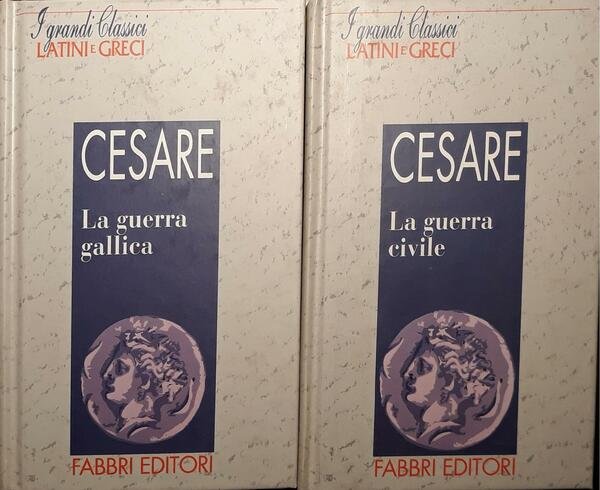 I grandi Classici
LATINI E GRECI
CESARE
La guerra
gallica
FABBRI EDITORI
I grandi Classici
LATINI E GRECI
CESARE
La guerra
civile
FABBRI EDITORI